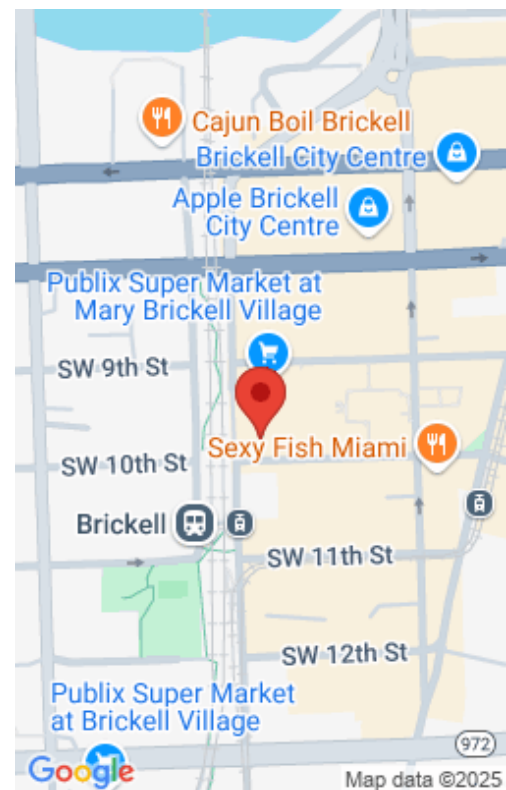 Cajun Boil Brickell
Brickell City Centre
Apple Brickell
City Centre
Publix Super Market at
Mary Brickell Village
SW 9th St
Sexy Fish Miami
SW 10th St
Brickell
SW 11th St
SW 12th St
Publix Super Market
at Brickell Village
972
Google
Map data ©2025